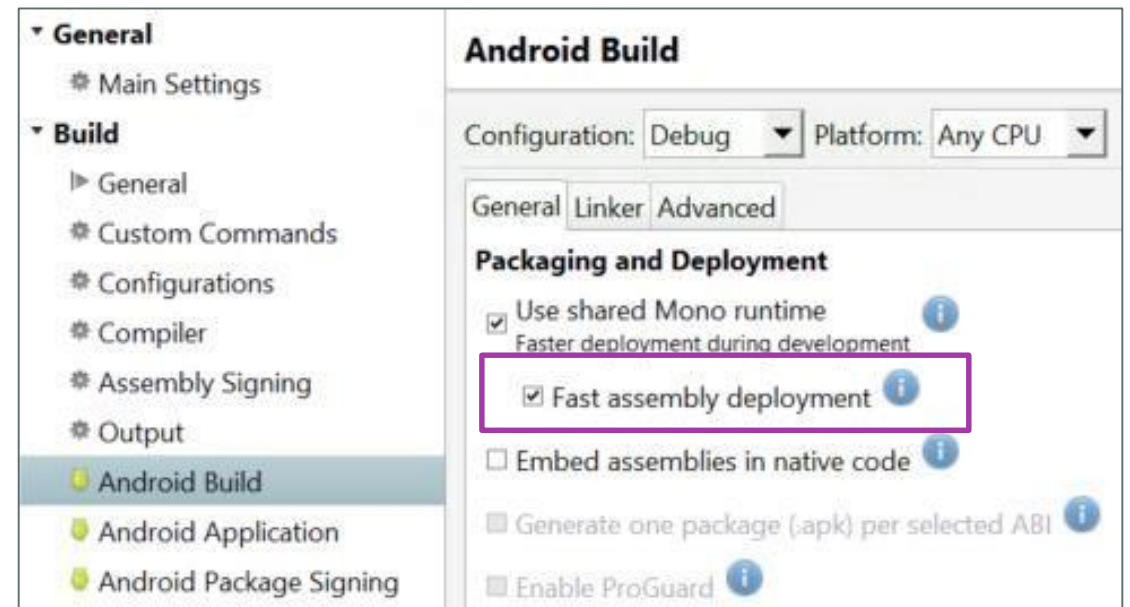 General
Main Settings
Build
General
Custom Commands
Configurations
Compiler
Assembly Signing
Output
Android Build
Android Application
Android Package Signing
Android Build
Configuration: Debug Platform: Any CPU
General Linker Advanced
Packaging and Deployment
Use shared Mono runtime
Faster deployment during development
Fast assembly deployment
Embed assemblies in native code
Generate one package (.apk) per selected ABI
Enable ProGuard